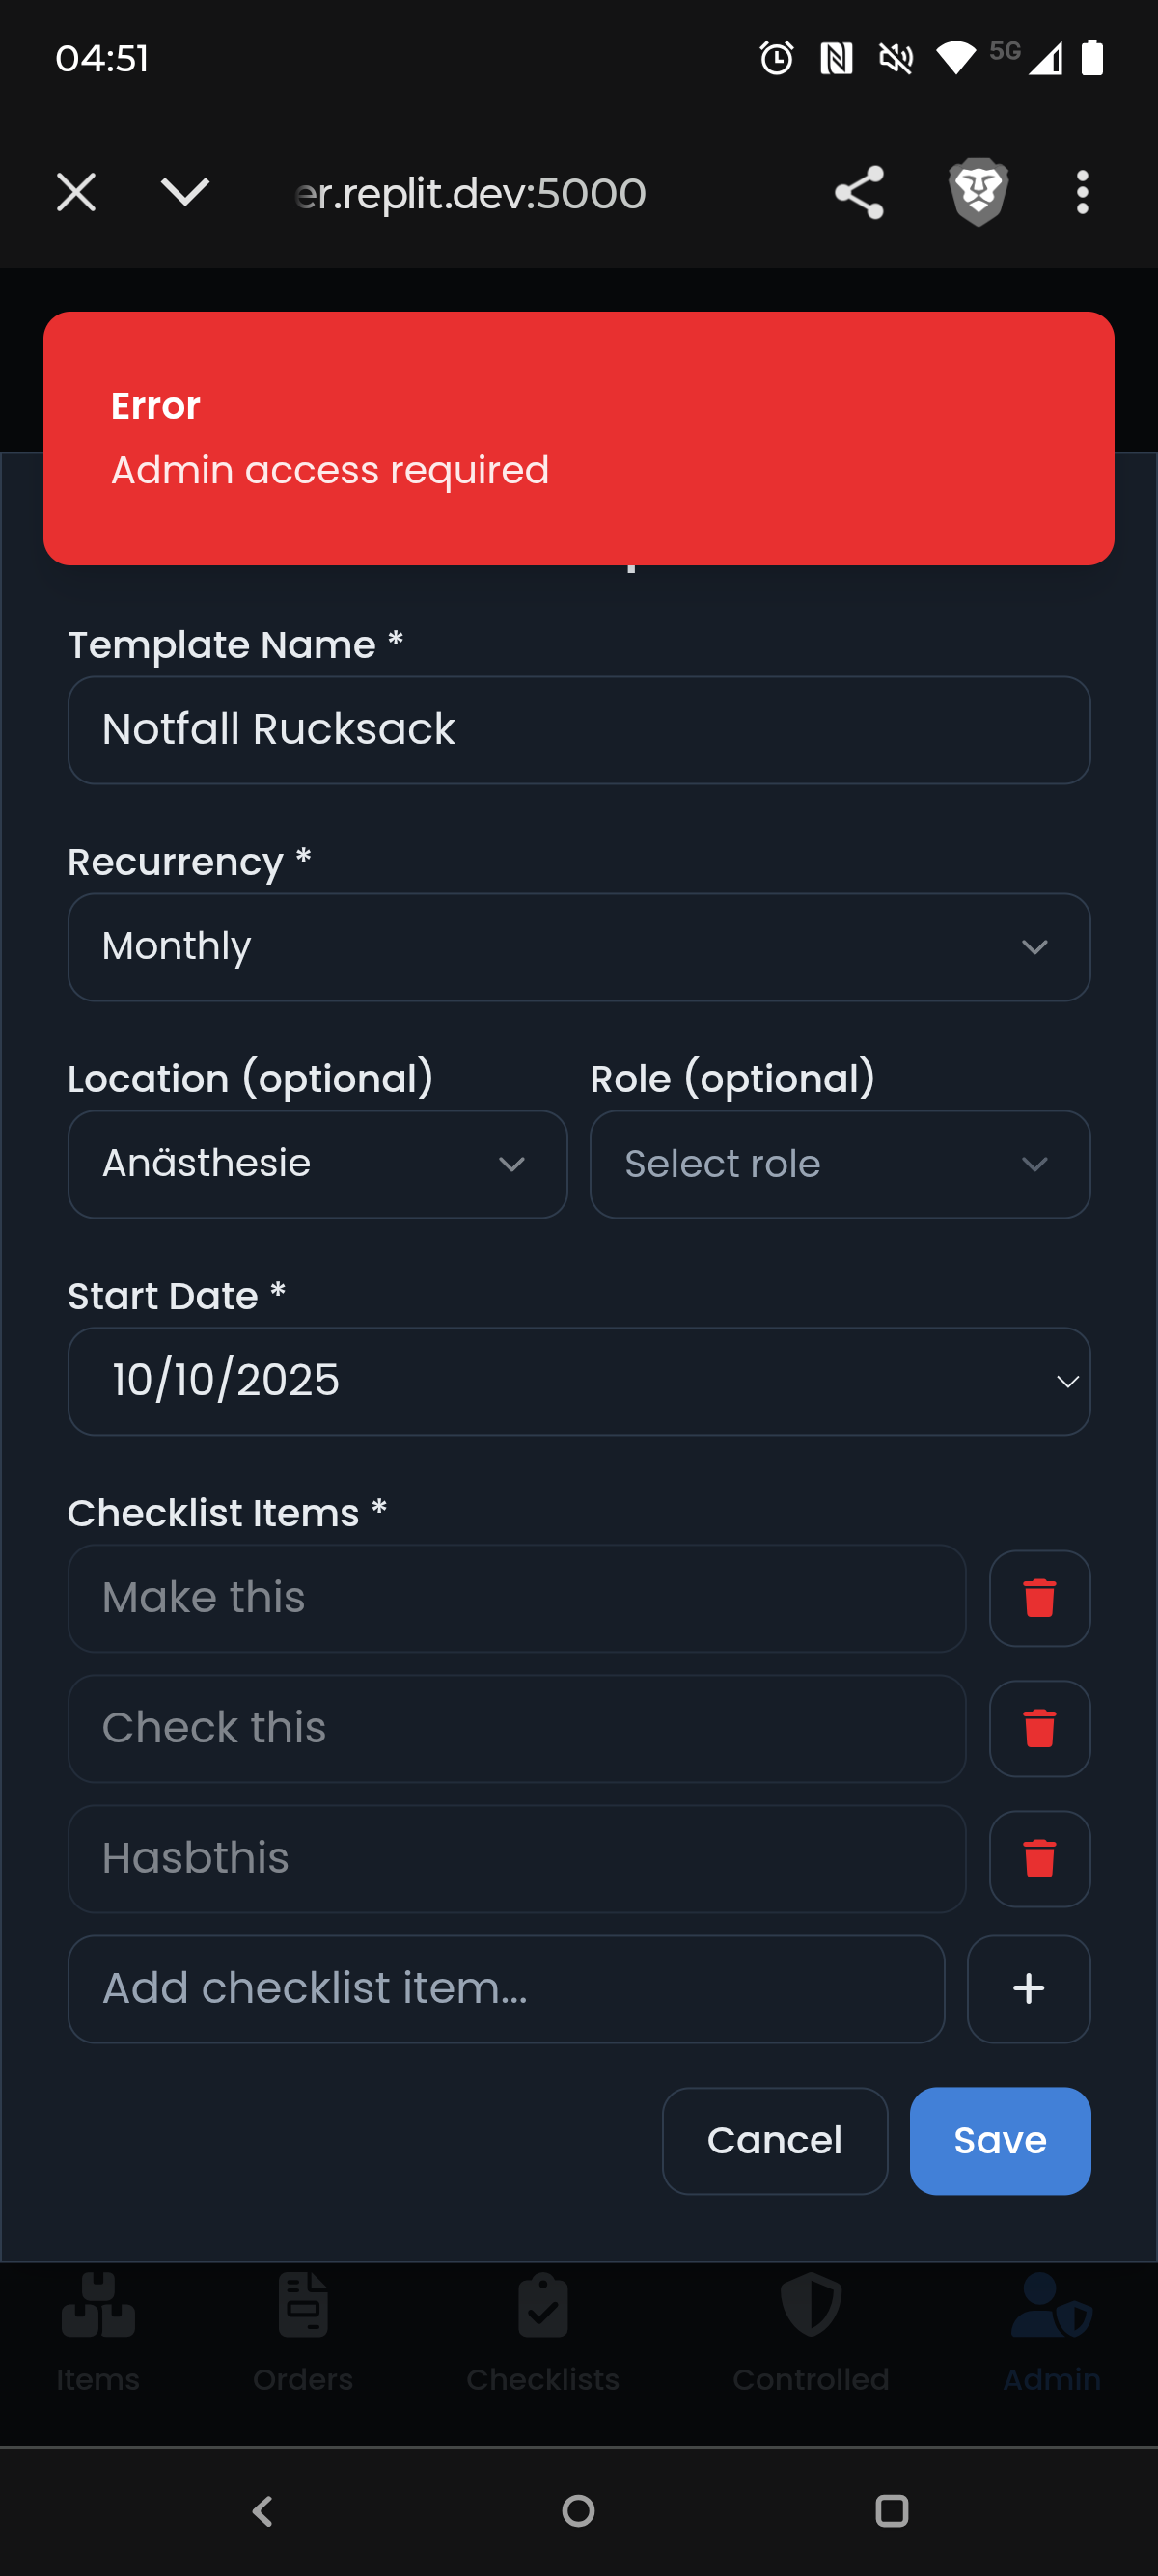 04:51
5G
er.replit.dev:5000
Error
Admin access required
Template Name *
Notfall Rucksack
Recurrency *
Monthly
Location (optional) Role (optional)
Anästhesie Select role
Start Date *
10/10/2025
Checklist Items *
Make this
Check this
Hasbthis
Add checklist item...
Cancel Save
Items Orders Checklists Controlled Admin